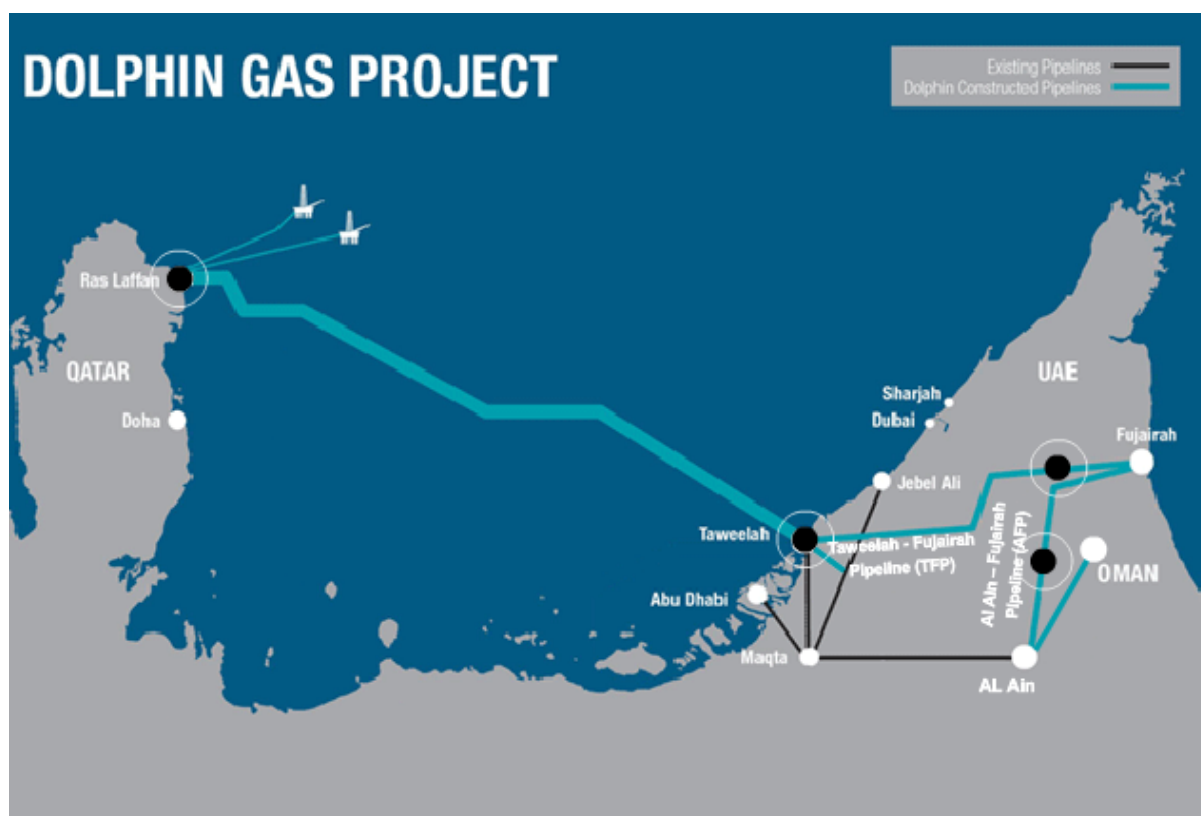 DOLPHIN GAS PROJECT
Existing Pipelines
Dolphin Constructed Pipelines
Ras Laffan
QATAR
Doha
UAE
Sharjah
Dubai
Fujairah
Jebel Ali
Taweelah
Taweelah - Fujairah
Pipeline (TFP)
Al Ain – Fujairah
Pipeline (AFP)
OMAN
Abu Dhabi
Maqta
AL Ain